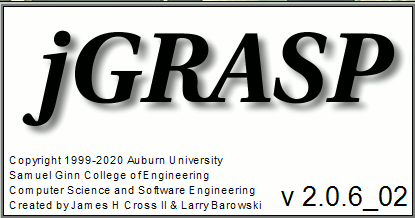 jGRASP
Copyright 1999-2020 Auburn University
Samuel Ginn College of Engineering
Computer Science and Software Engineering
Created by James H Cross II & Larry Barowski
v 2.0.6_02